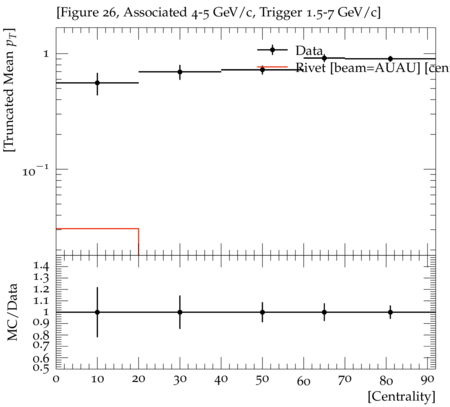 [Figure 26, Associated 4-5 GeV/c, Trigger 1.5-7 GeV/c]
[Truncated Mean p_T]
1
10⁻¹
Data
Rivet [beam=AUAU] [cen
MC/Data
1.4
1.3
1.2
1.1
1
0.9
0.8
0.7
0.6
0.5
0 10 20 30 40 50 60 70 80 90
[Centrality]